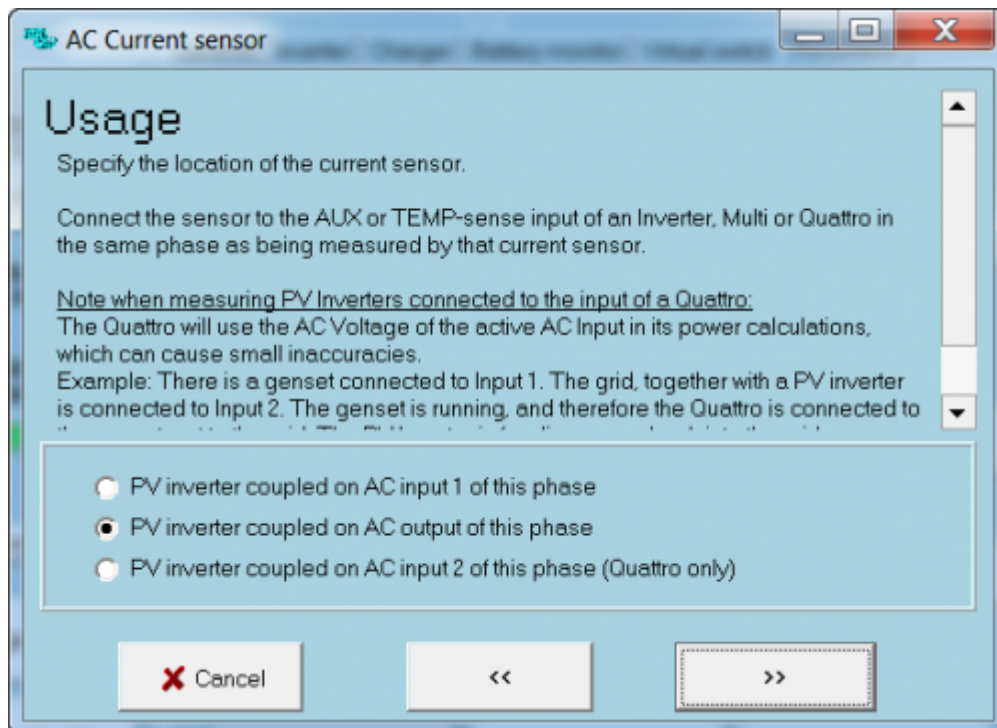 AC Current sensor
Charger Battery monitor Virtual switch
Usage
Specify the location of the current sensor.
Connect the sensor to the AUX or TEMP-sense input of an Inverter, Multi or Quattro in
the same phase as being measured by that current sensor.
Note when measuring PV Inverters connected to the input of a Quattro:
The Quattro will use the AC Voltage of the active AC Input in its power calculations,
which can cause small inaccuracies.
Example: There is a genset connected to Input 1. The grid, together with a PV inverter
is connected to Input 2. The genset is running, and therefore the Quattro is connected to
PV inverter coupled on AC input 1 of this phase
PV inverter coupled on AC output of this phase
PV inverter coupled on AC input 2 of this phase (Quattro only)
Cancel
<<
>>